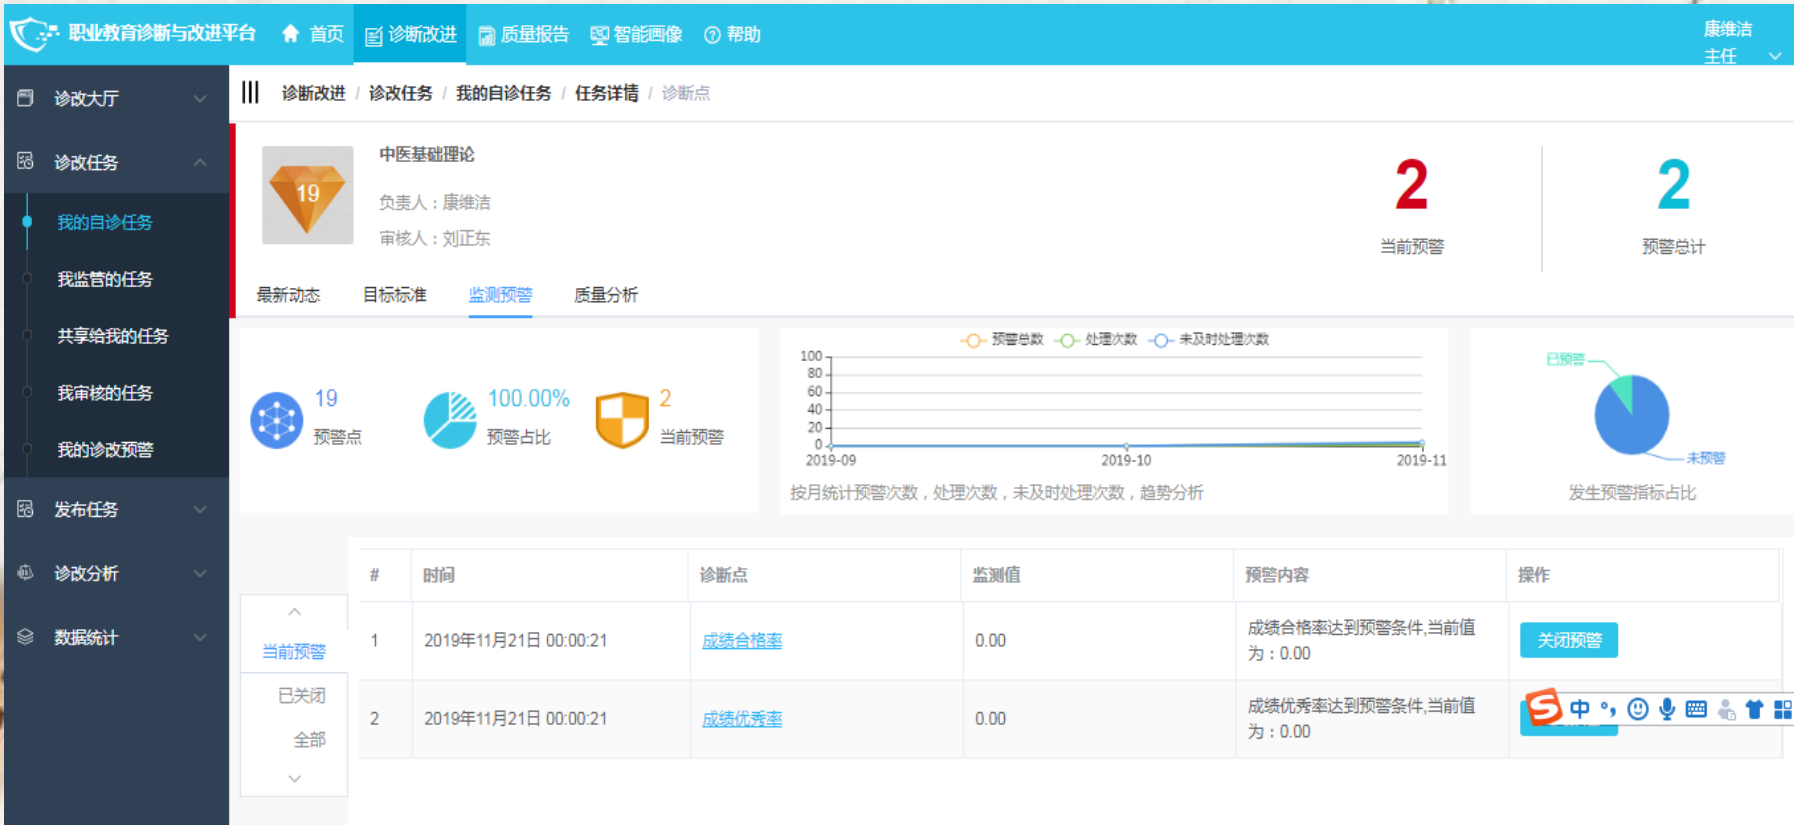 职业教育诊断与改进平台
首页
诊断改进
质量报告
智能画像
帮助
康维洁
主任
诊改大厅
诊改任务
我的自诊任务
我监管的任务
共享给我的任务
我审核的任务
我的诊改预警
发布任务
诊改分析
数据统计
诊断改进 / 诊改任务 / 我的自诊任务 / 任务详情 / 诊断点
19
中医基础理论
负责人：康维洁
审核人：刘正东
2
当前预警
2
预警总计
最新动态
目标标准
监测预警
质量分析
19
预警点
100.00%
预警占比
2
当前预警
预警总数
处理次数
未及时处理次数
100
80
60
40
20
0
2019-09
2019-10
2019-11
按月统计预警次数，处理次数，未及时处理次数，趋势分析
已预警
未预警
发生预警指标占比
当前预警
已关闭
全部
# 时间 诊断点 监测值 预警内容 操作
1 2019年11月21日 00:00:21 成绩合格率 0.00 成绩合格率达到预警条件,当前值
为：0.00
关闭预警
2 2019年11月21日 00:00:21 成绩优秀率 0.00 成绩优秀率达到预警条件,当前值
为：0.00
S 中